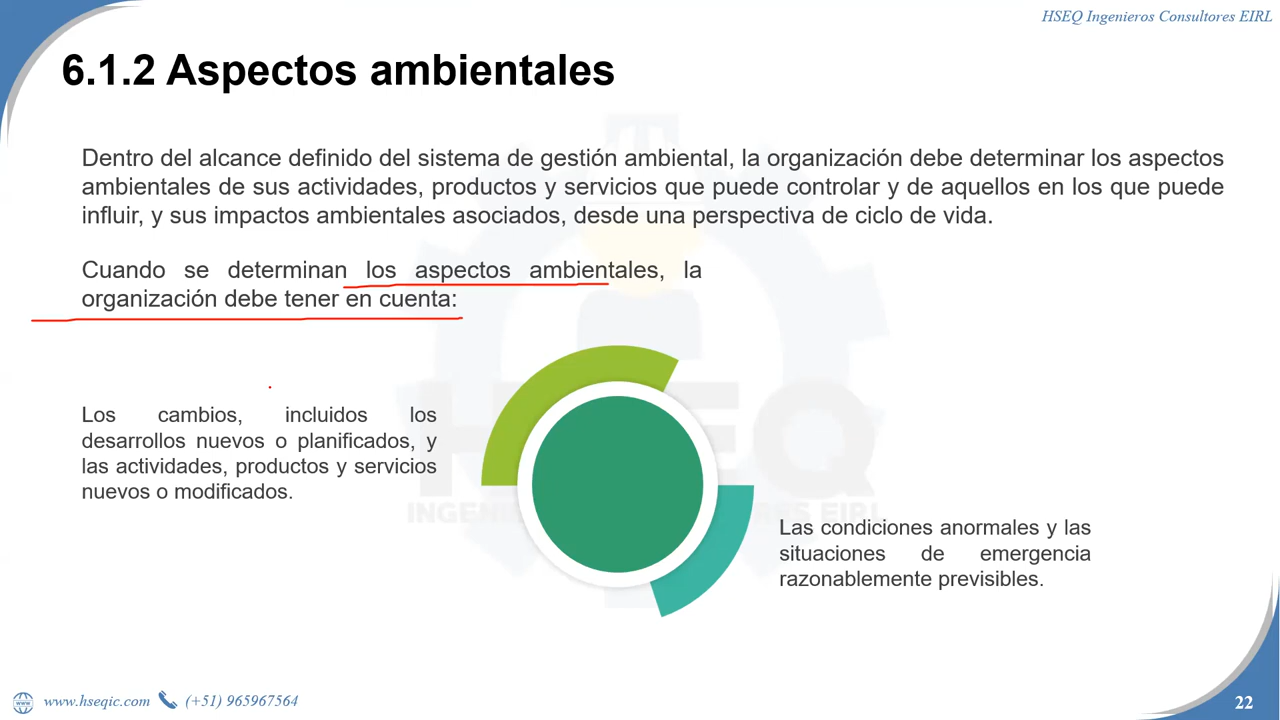 HSEQ Ingenieros Consultores EIRL
6.1.2 Aspectos ambientales
Dentro del alcance definido del sistema de gestión ambiental, la organización debe determinar los aspectos
ambientales de sus actividades, productos y servicios que puede controlar y de aquellos en los que puede
influir, y sus impactos ambientales asociados, desde una perspectiva de ciclo de vida.
Cuando se determinan los aspectos ambientales, la
organización debe tener en cuenta:
Los cambios, incluidos los
desarrollos nuevos o planificados, y
las actividades, productos y servicios
nuevos o modificados.
Las condiciones anormales y las
situaciones de emergencia
razonablemente previsibles.
www.hseqic.com
(+51) 965967564
22